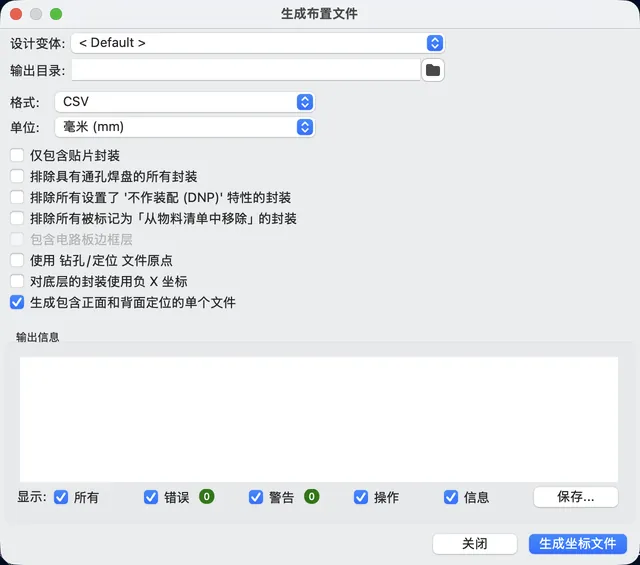 生成布置文件
设计变体: < Default >
输出目录:
格式: CSV
单位: 毫米 (mm)
仅包含贴片封装
排除具有通孔焊盘的所有封装
排除所有设置了 '不作装配 (DNP)' 特性的封装
排除所有被标记为「从物料清单中移除」的封装
包含电路板边框层
使用 钻孔/定位 文件原点
对底层的封装使用负 X 坐标
生成包含正面和背面定位的单个文件
输出信息
显示: 所有 错误 0 警告 0 操作 信息 保存...
关闭 生成坐标文件